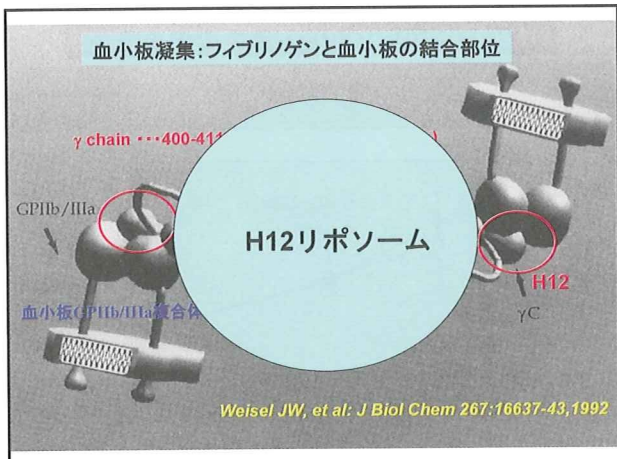 血小板凝集:フィブリノゲンと血小板の結合部位
γ chain ・・・400-411
GPIIb/IIIa
H12リポソーム
H12
γC
血小板GPIIb/IIIa複合体
Weisel JW, et al: J Biol Chem 267:16637-43,1992